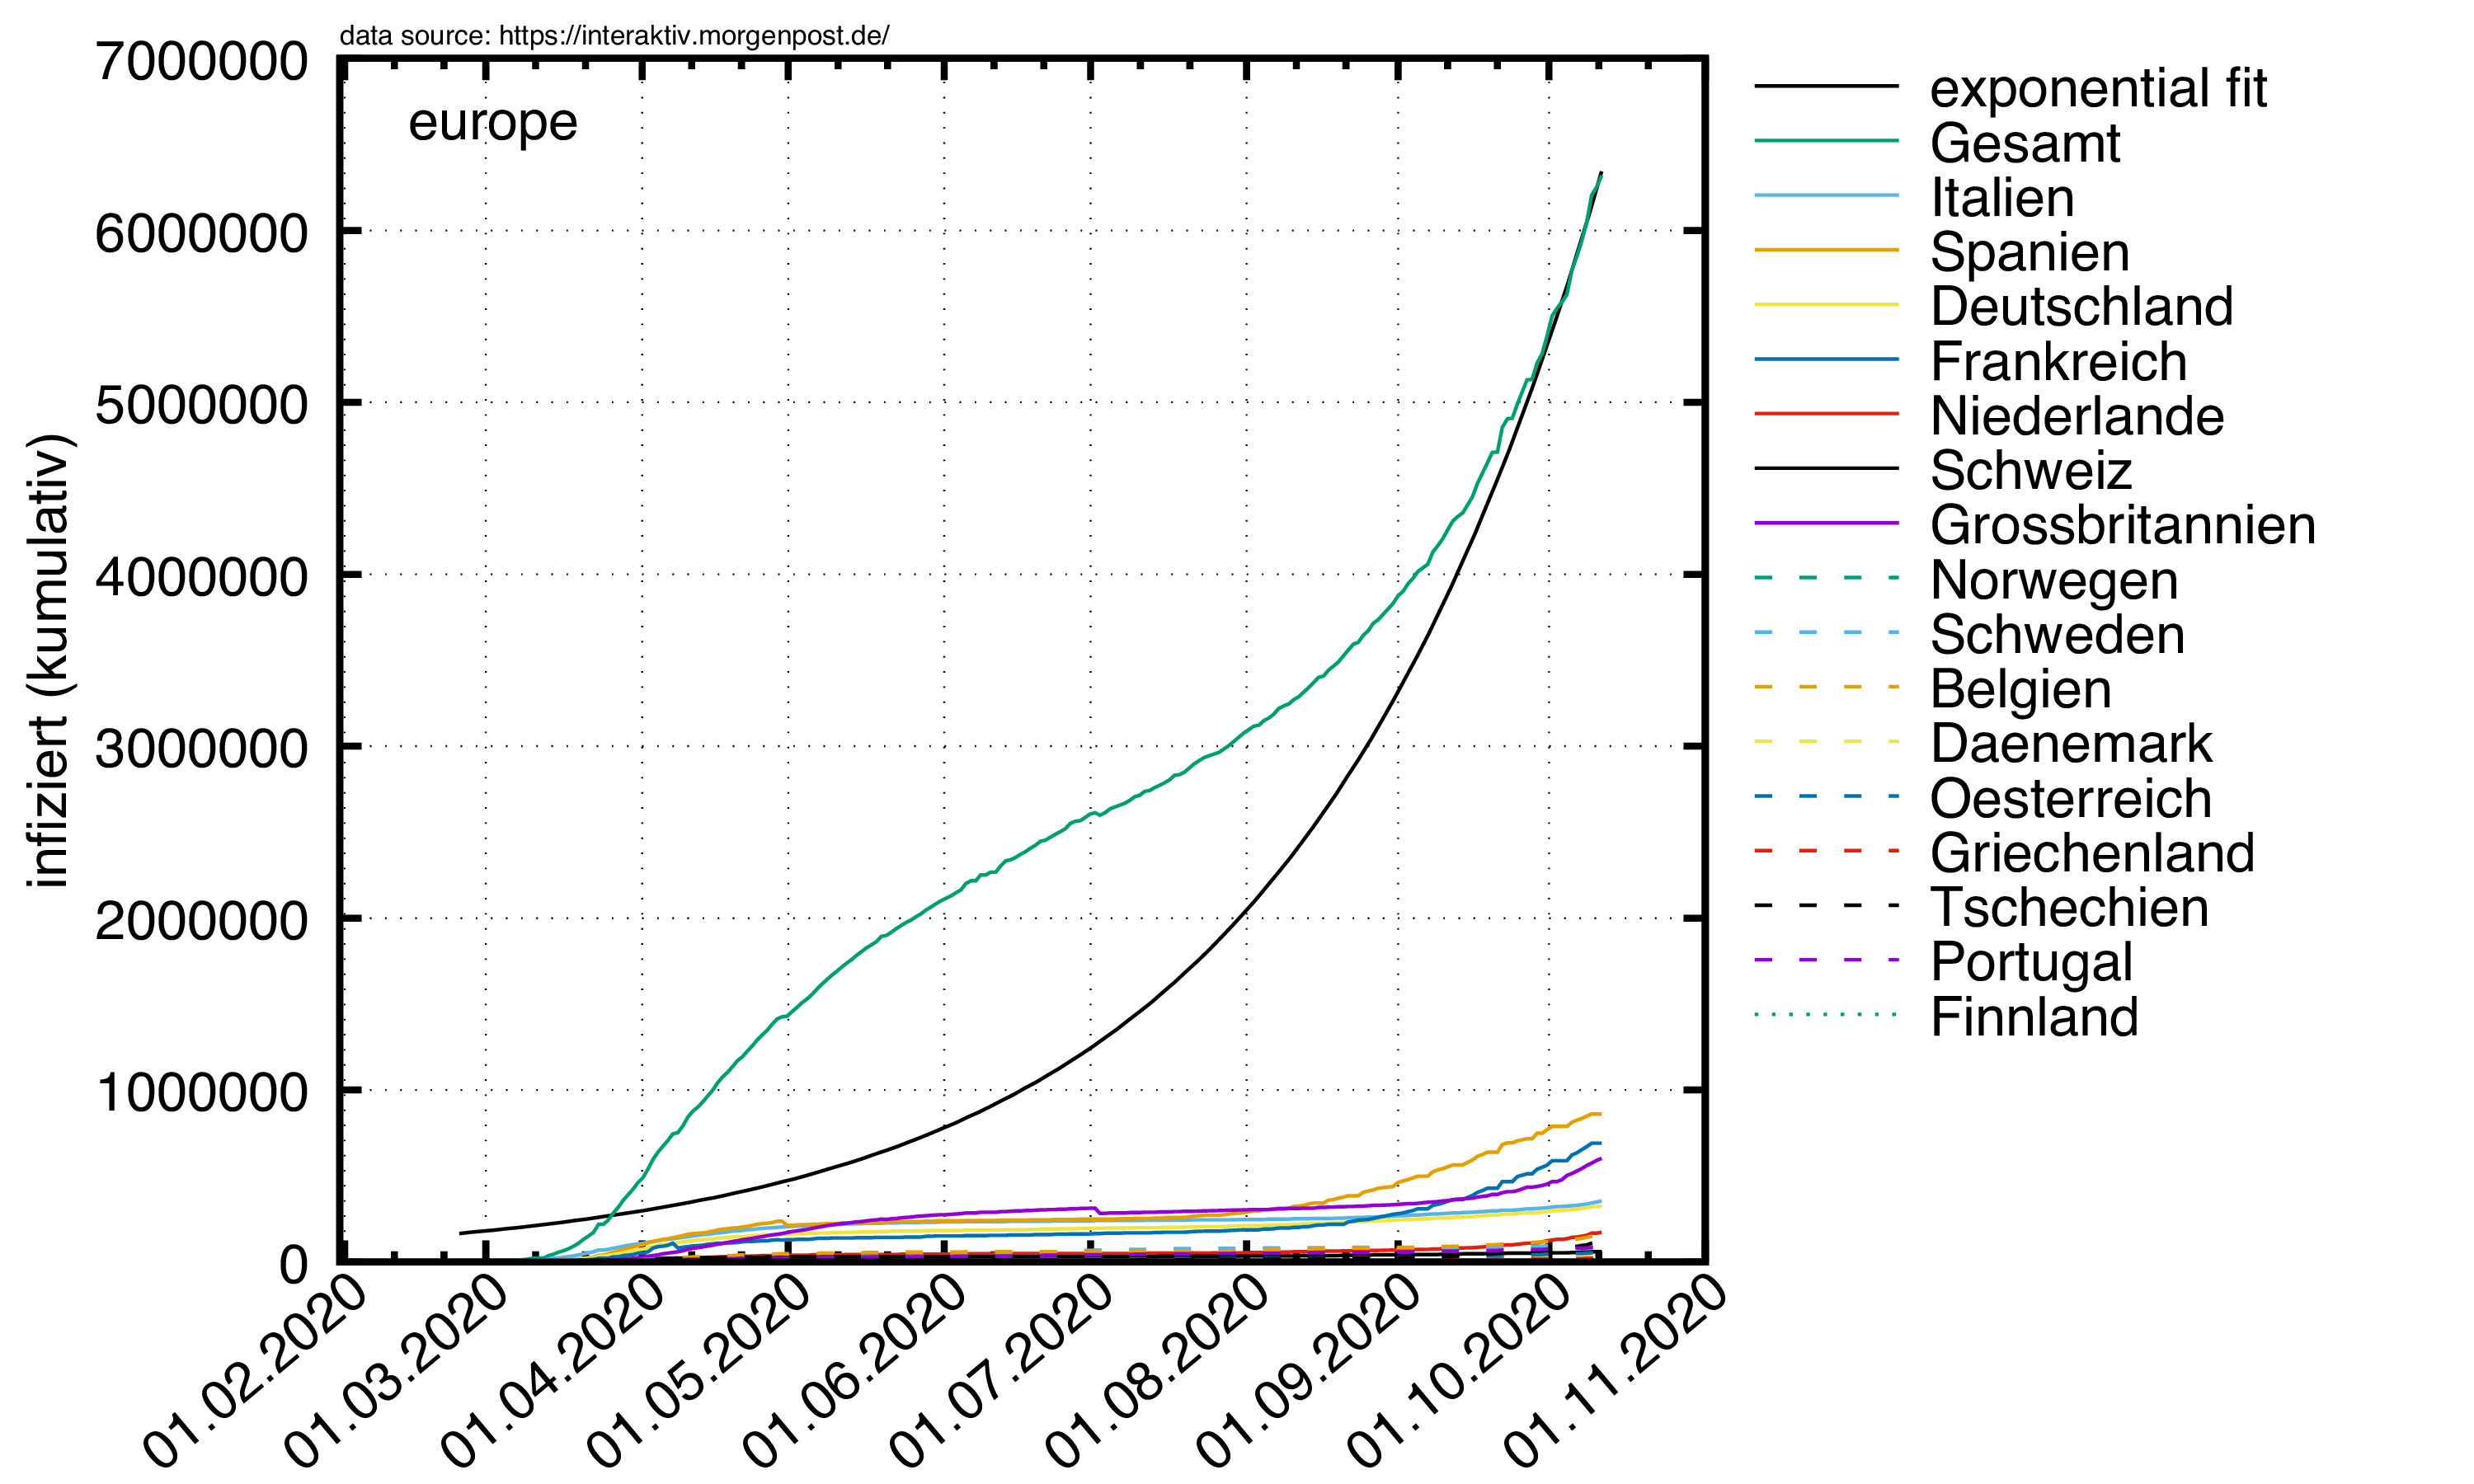 data source: https://interaktiv.morgenpost.de/
7000000
6000000
5000000
4000000
3000000
2000000
1000000
0
infiziert (kumulativ)
europe
01.02.2020
01.03.2020
01.04.2020
01.05.2020
01.06.2020
01.07.2020
01.08.2020
01.09.2020
01.10.2020
01.11.2020
exponential fit
Gesamt
Italien
Spanien
Deutschland
Frankreich
Niederlande
Schweiz
Grossbritannien
Norwegen
Schweden
Belgien
Daenemark
Oesterreich
Griechenland
Tschechien
Portugal
Finnland